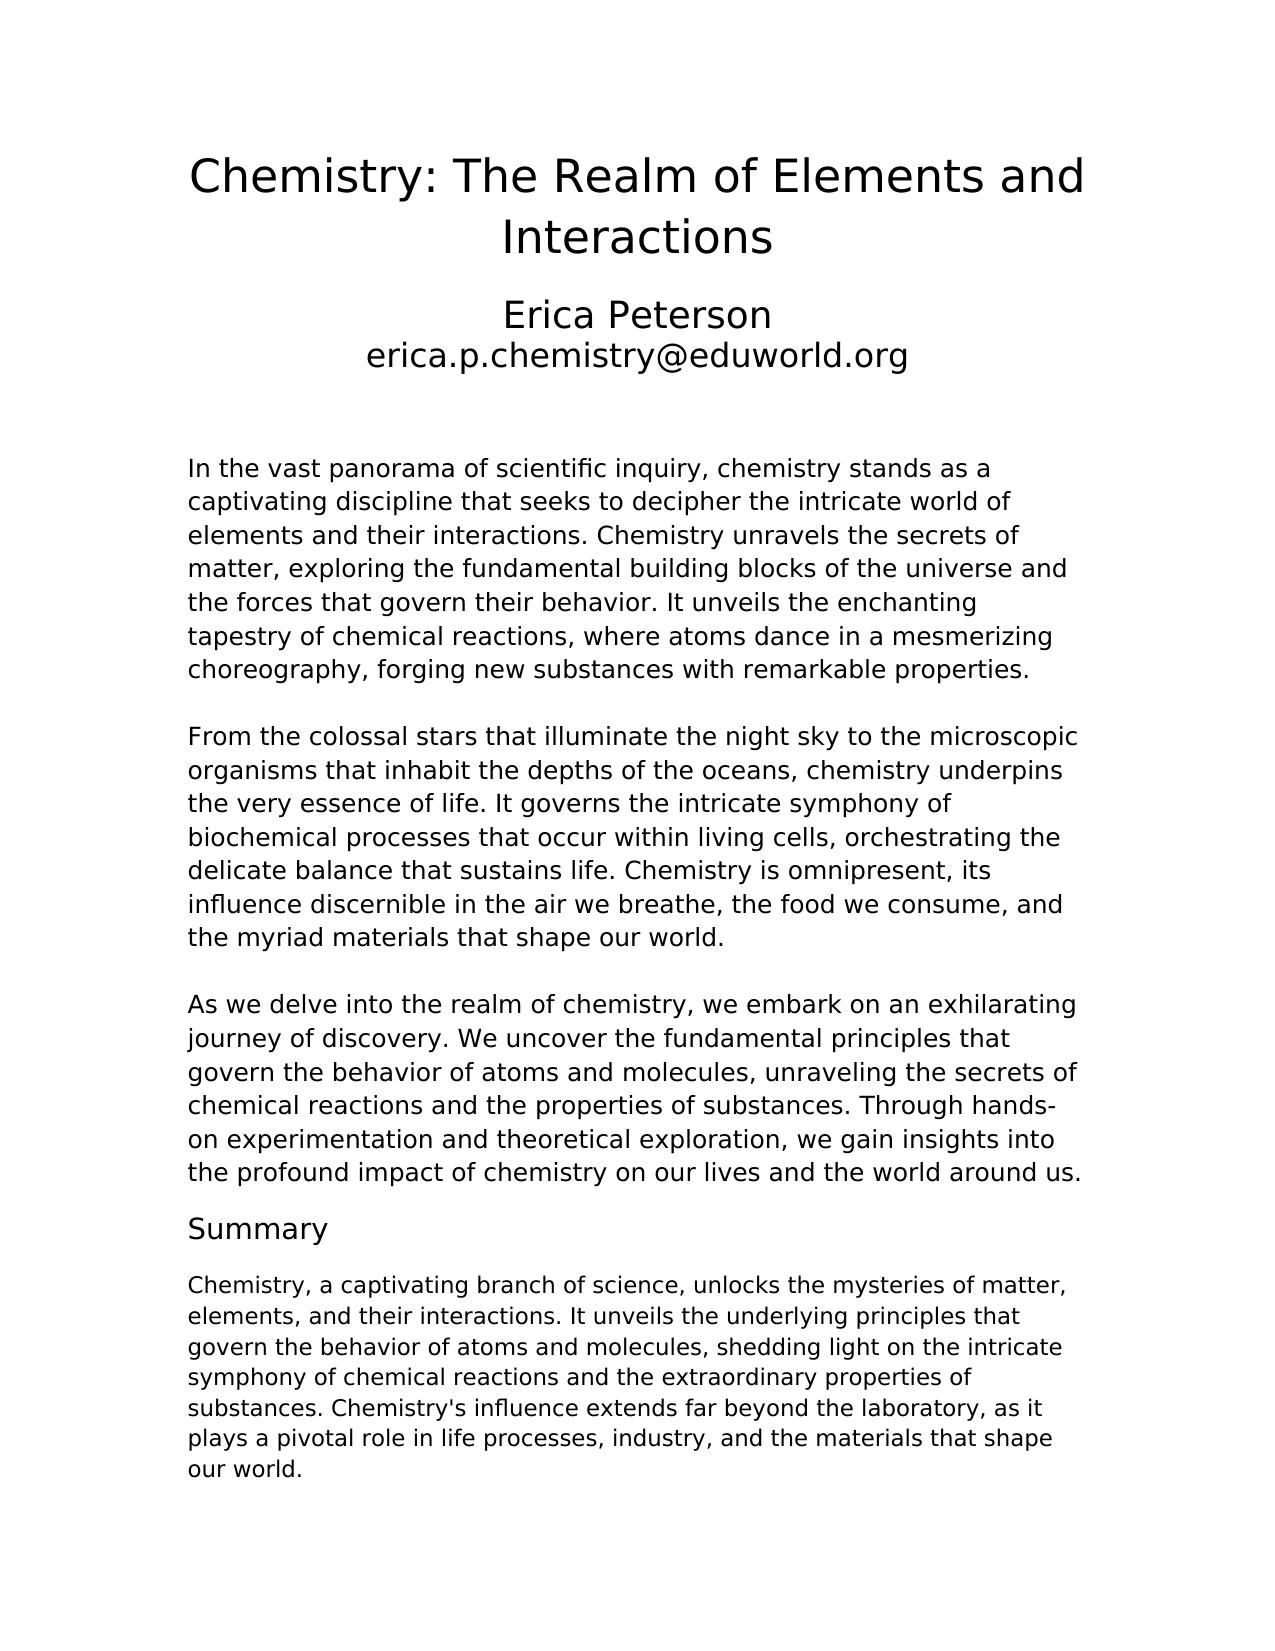 Chemistry: The Realm of Elements and
Interactions
Erica Peterson
erica.p.chemistry@eduworld.org
In the vast panorama of scientific inquiry, chemistry stands as a
captivating discipline that seeks to decipher the intricate world of
elements and their interactions. Chemistry unravels the secrets of
matter, exploring the fundamental building blocks of the universe and
the forces that govern their behavior. It unveils the enchanting
tapestry of chemical reactions, where atoms dance in a mesmerizing
choreography, forging new substances with remarkable properties.
From the colossal stars that illuminate the night sky to the microscopic
organisms that inhabit the depths of the oceans, chemistry underpins
the very essence of life. It governs the intricate symphony of
biochemical processes that occur within living cells, orchestrating the
delicate balance that sustains life. Chemistry is omnipresent, its
influence discernible in the air we breathe, the food we consume, and
the myriad materials that shape our world.
As we delve into the realm of chemistry, we embark on an exhilarating
journey of discovery. We uncover the fundamental principles that
govern the behavior of atoms and molecules, unraveling the secrets of
chemical reactions and the properties of substances. Through hands-
on experimentation and theoretical exploration, we gain insights into
the profound impact of chemistry on our lives and the world around us.
Summary
Chemistry, a captivating branch of science, unlocks the mysteries of matter,
elements, and their interactions. It unveils the underlying principles that
govern the behavior of atoms and molecules, shedding light on the intricate
symphony of chemical reactions and the extraordinary properties of
substances. Chemistry's influence extends far beyond the laboratory, as it
plays a pivotal role in life processes, industry, and the materials that shape
our world.